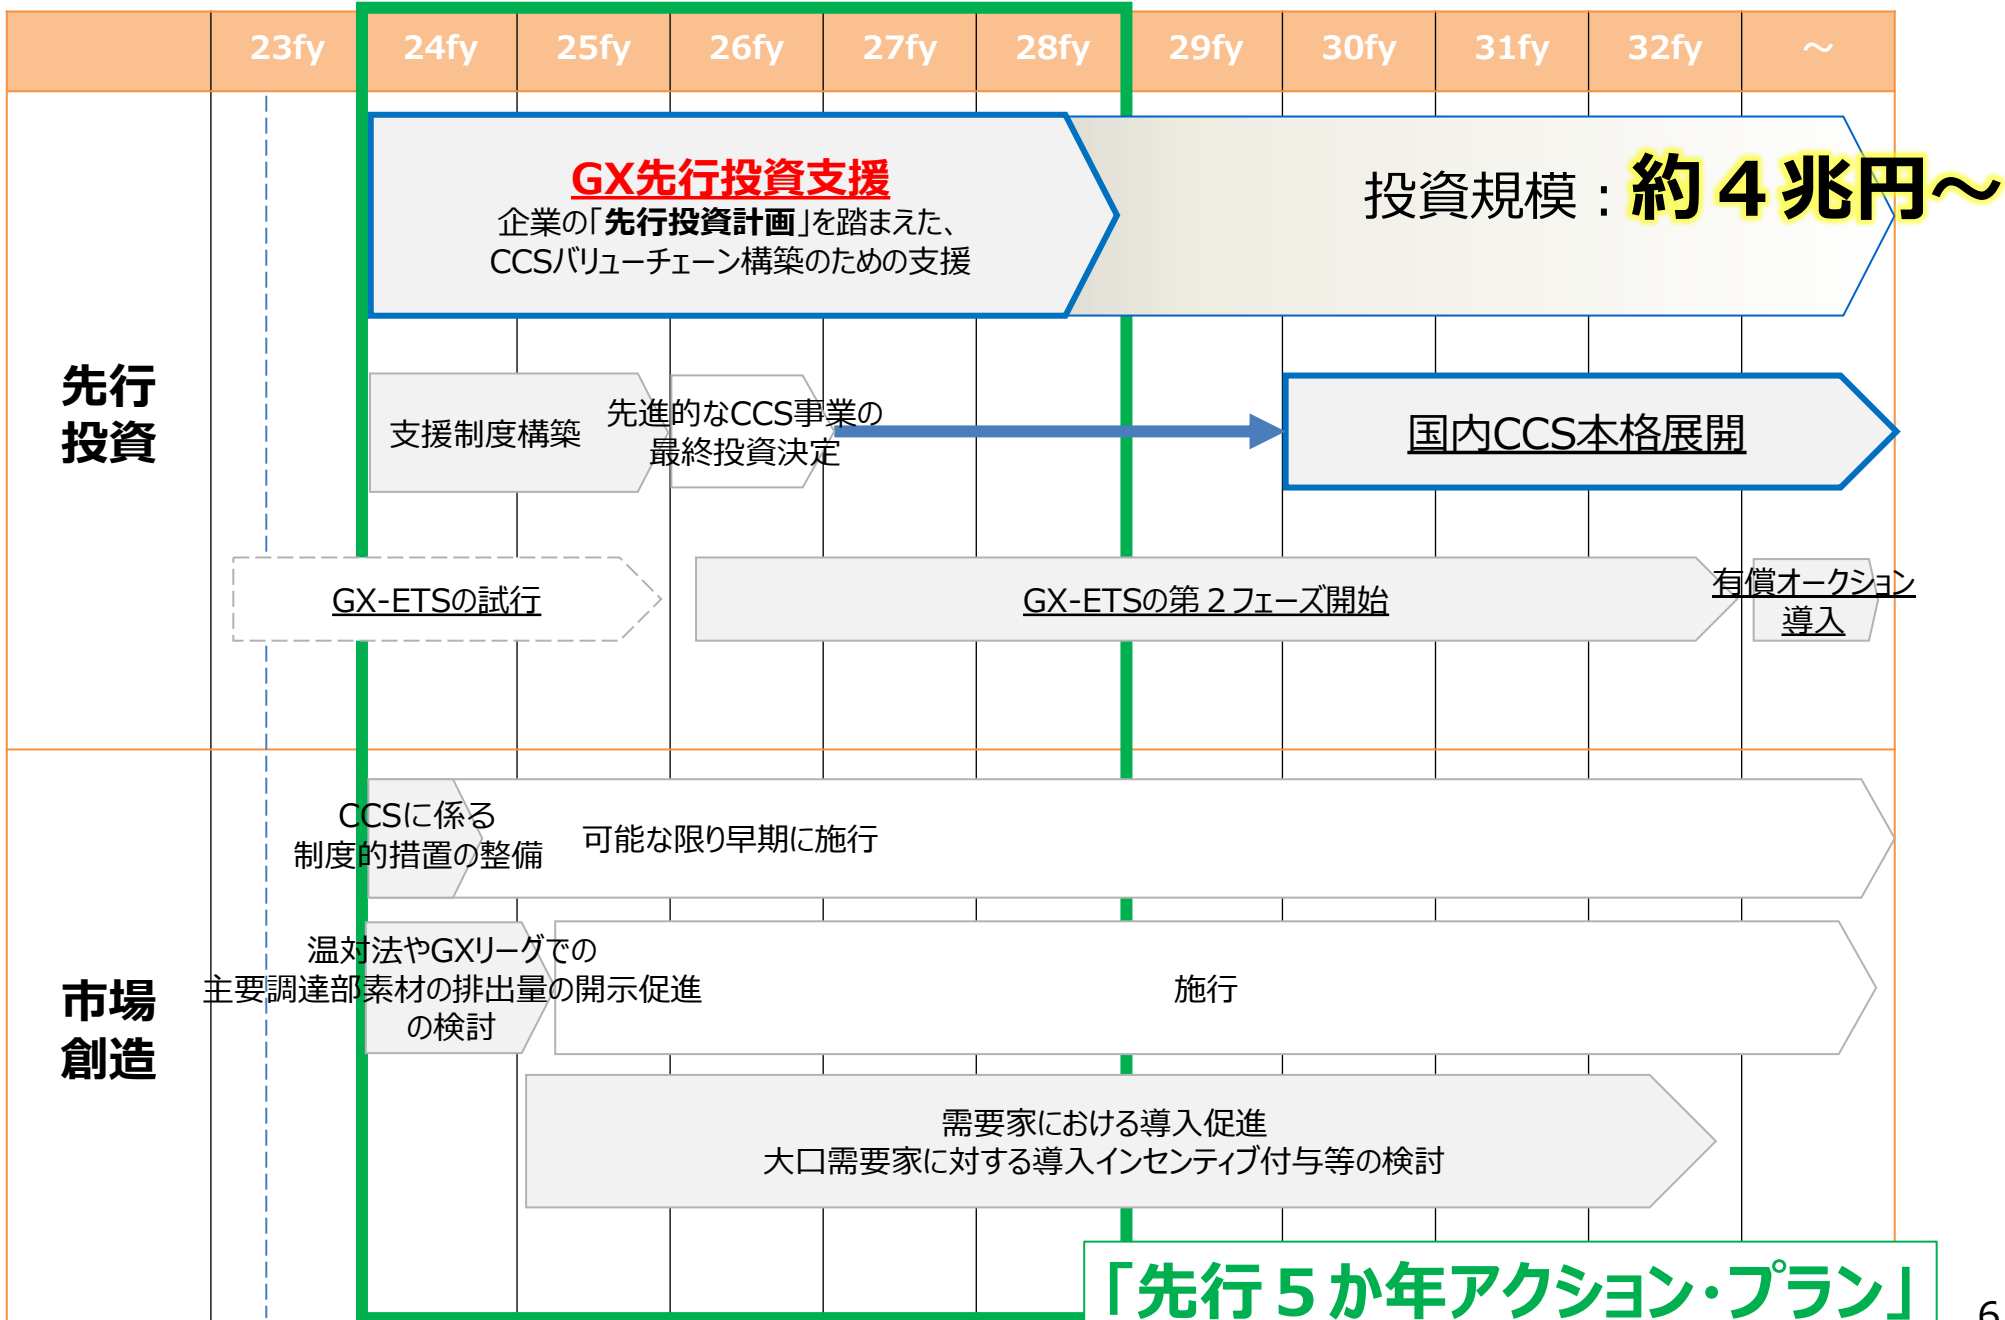 23fy 24fy 25fy 26fy 27fy 28fy 29fy 30fy 31fy 32fy ～
先行
投資
GX先行投資支援
企業の「先行投資計画」を踏まえた、
CCSバリューチェーン構築のための支援
投資規模：約４兆円～
支援制度構築
先進的なCCS事業の
最終投資決定
国内CCS本格展開
GX-ETSの試行
GX-ETSの第２フェーズ開始
有償オークション
導入
市場
創造
CCSに係る
制度的措置の整備
可能な限り早期に施行
温対法やGXリーグでの
主要調達部素材の排出量の開示促進
の検討
施行
需要家における導入促進
大口需要家に対する導入インセンティブ付与等の検討
「先行５か年アクション・プラン」
6